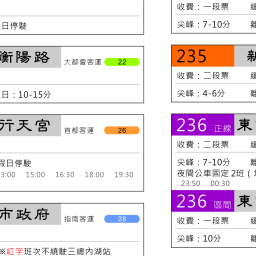 日停駛
衡陽路 大都會客運 22
日：10-15分
行天宮 首都客運 26
假日停駛
3:00 15:00 16:30 18:00 19:30
市政府 指南客運 28
※紅字班次不繞駛三總內湖站
收費：一段票
尖峰：7-10分
235
收費：二段票
尖峰：4-6分
236 正線 東
收費：二段票
尖峰：7-10分
夜間公車固定2班
23:50 00:30
236 區間 東
收費：一段票
尖峰：10分